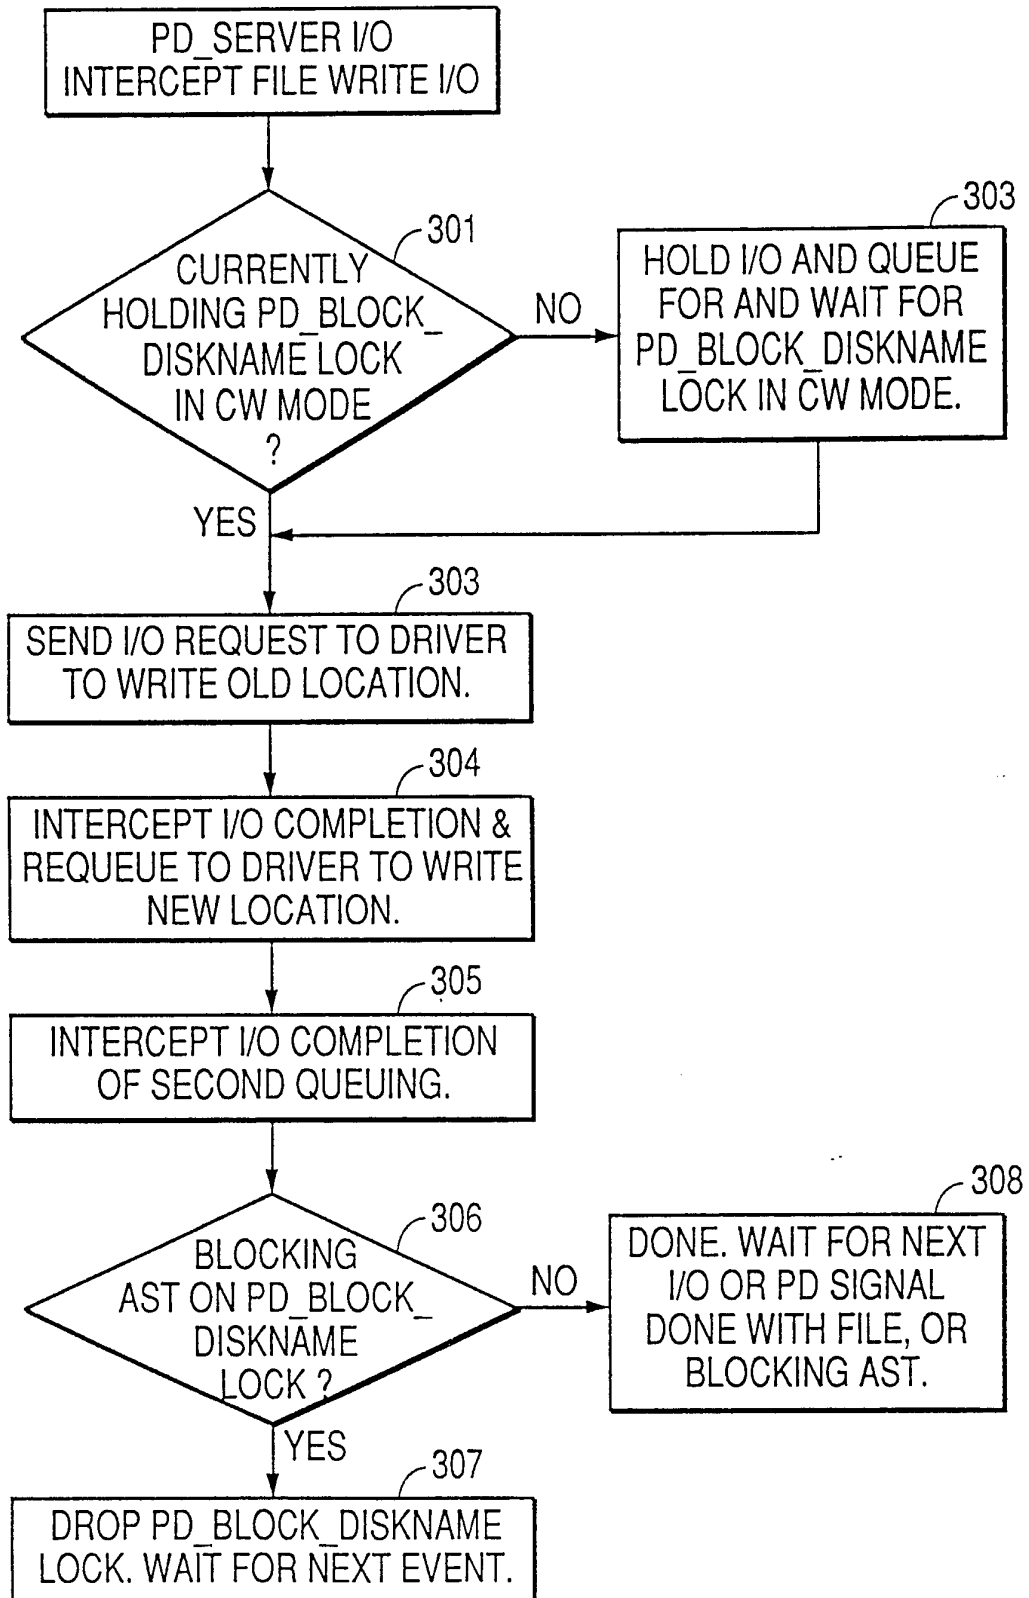 PD_SERVER I/O
INTERCEPT FILE WRITE I/O
301
CURRENTLY
HOLDING PD_BLOCK_
DISKNAME LOCK
IN CW MODE
?
NO
303
HOLD I/O AND QUEUE
FOR AND WAIT FOR
PD_BLOCK_DISKNAME
LOCK IN CW MODE.
YES
303
SEND I/O REQUEST TO DRIVER
TO WRITE OLD LOCATION.
304
INTERCEPT I/O COMPLETION &
REQUEUE TO DRIVER TO WRITE
NEW LOCATION.
305
INTERCEPT I/O COMPLETION
OF SECOND QUEUING.
306
BLOCKING
AST ON PD_BLOCK_
DISKNAME
LOCK ?
NO
308
DONE. WAIT FOR NEXT
I/O OR PD SIGNAL
DONE WITH FILE, OR
BLOCKING AST.
YES
307
DROP PD_BLOCK_DISKNAME
LOCK. WAIT FOR NEXT EVENT.